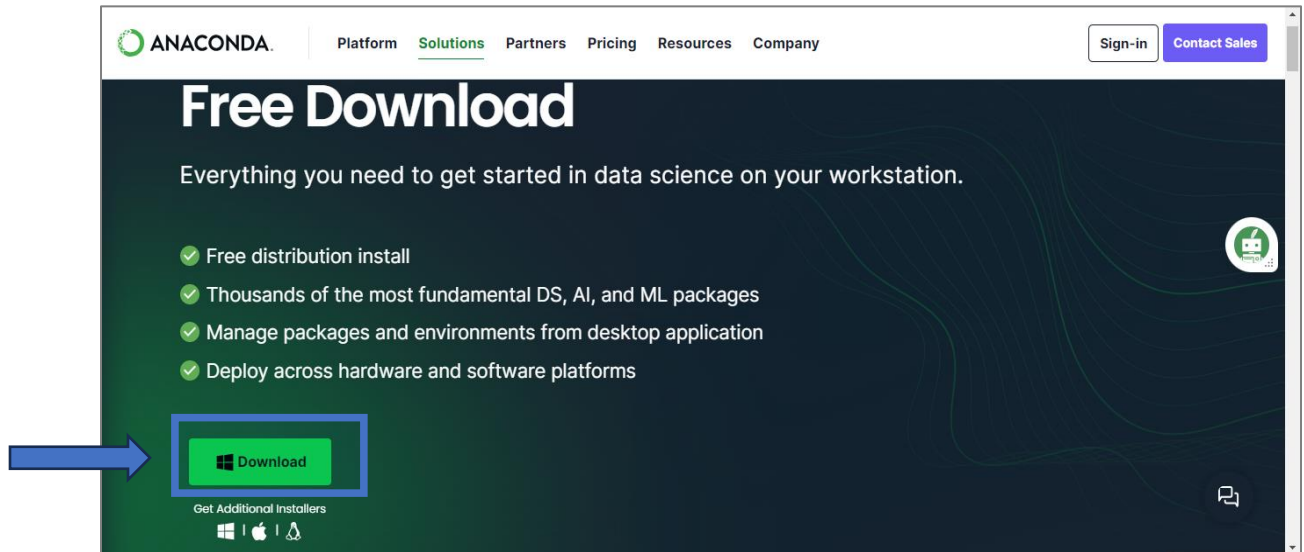 ANACONDA.
Platform Solutions Partners Pricing Resources Company
Sign-in
Contact Sales
Free Download
Everything you need to get started in data science on your workstation.
Free distribution install
Thousands of the most fundamental DS, AI, and ML packages
Manage packages and environments from desktop application
Deploy across hardware and software platforms
Download
Get Additional Installers